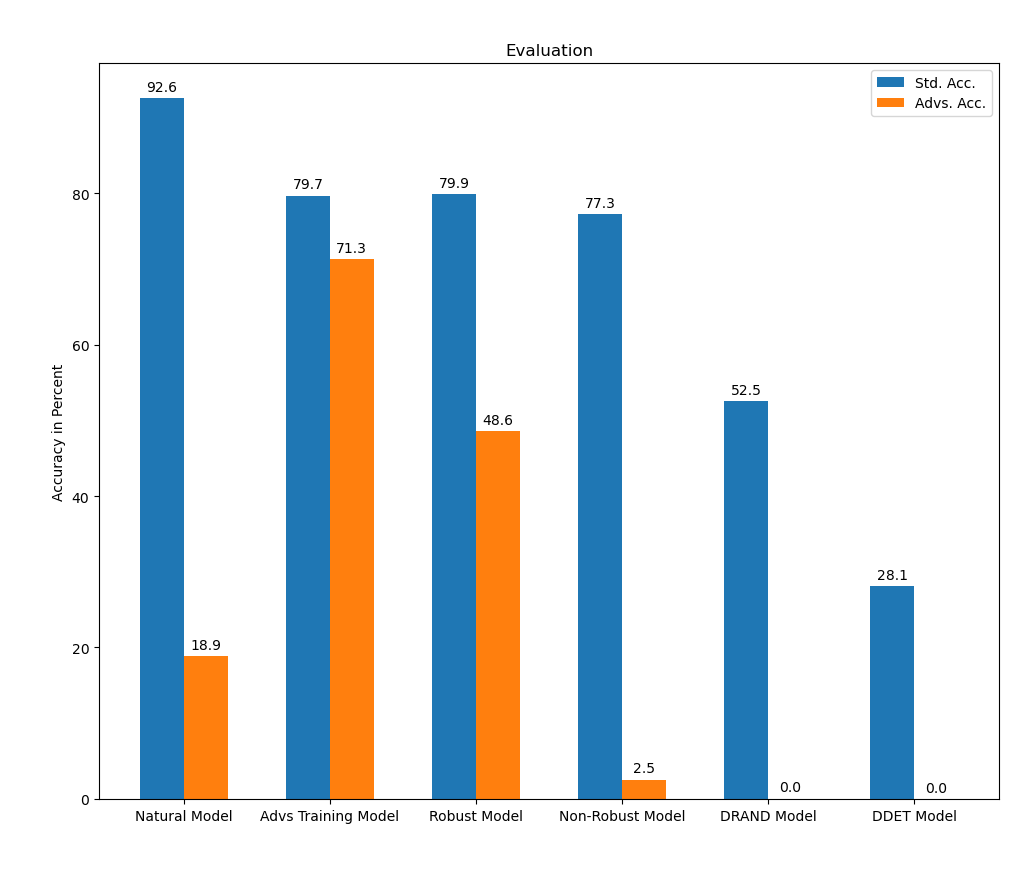 Evaluation
Std. Acc.
Advs. Acc.
92.6
79.7
79.9
77.3
71.3
52.5
48.6
28.1
18.9
2.5
0.0
0.0
Accuracy in Percent
80
60
40
20
0
Natural Model
Advs Training Model
Robust Model
Non-Robust Model
DRAND Model
DDET Model